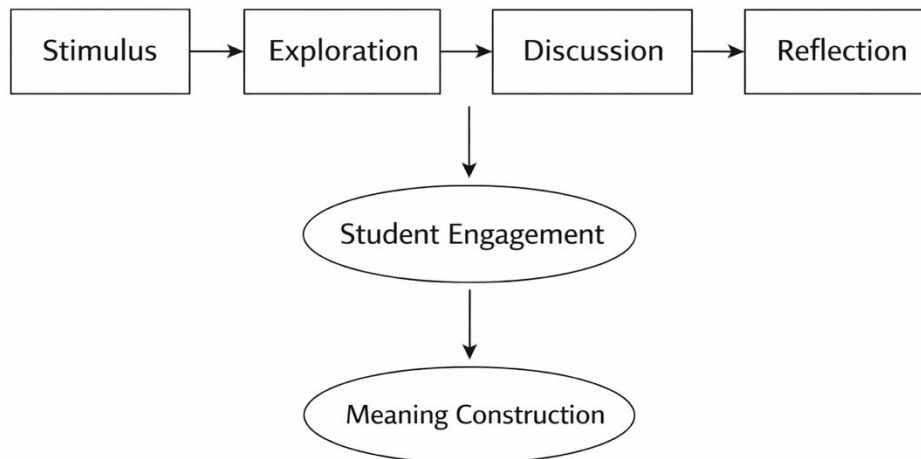 Stimulus
Exploration
Discussion
Reflection
Student Engagement
Meaning Construction